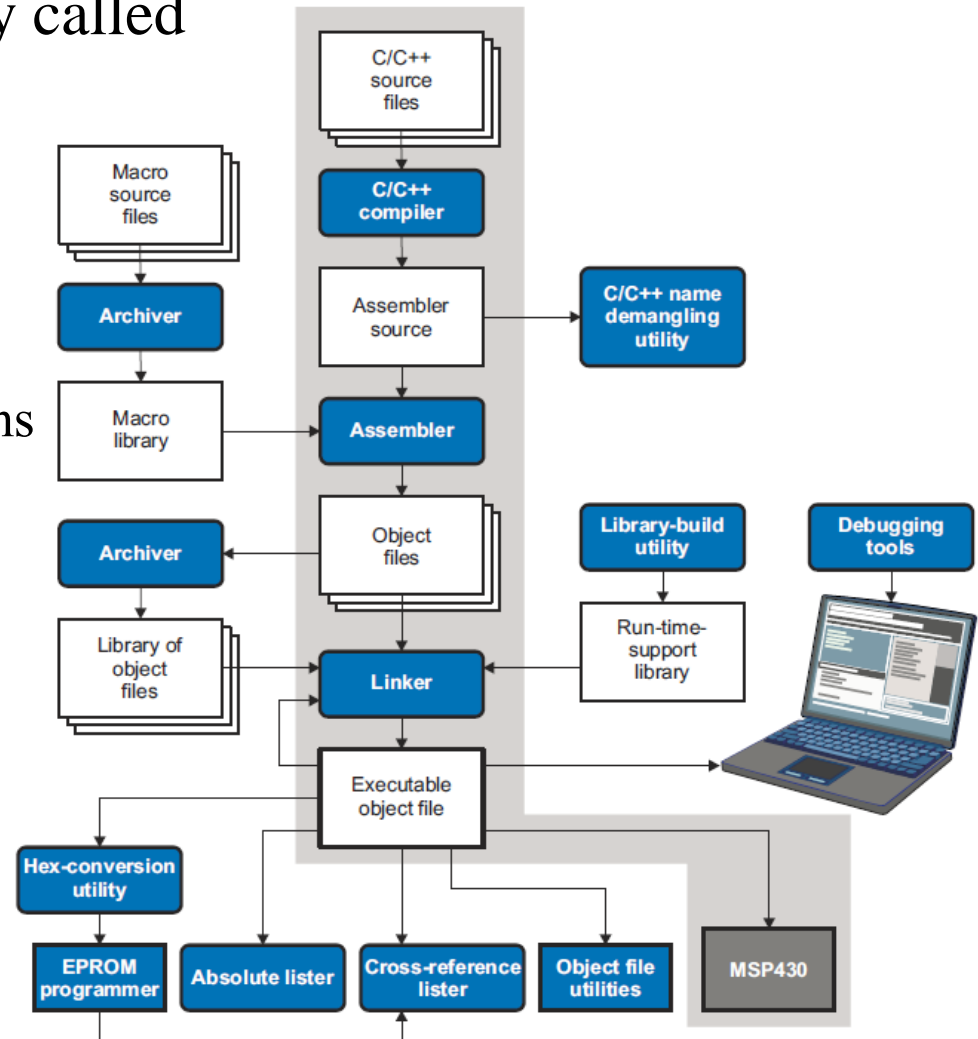 y called
C/C++
source
files
Macro
source
files
C/C++
compiler
Archiver
Assembler
source
C/C++ name
demangling
utility
Macro
library
ns
Assembler
Archiver
Object
files
Library-build
utility
Debugging
tools
Library of
object
files
Linker
Run-time-
support
library
Executable
object file
Hex-conversion
utility
EPROM
programmer
Absolute lister
Cross-reference
lister
Object file
utilities
MSP430